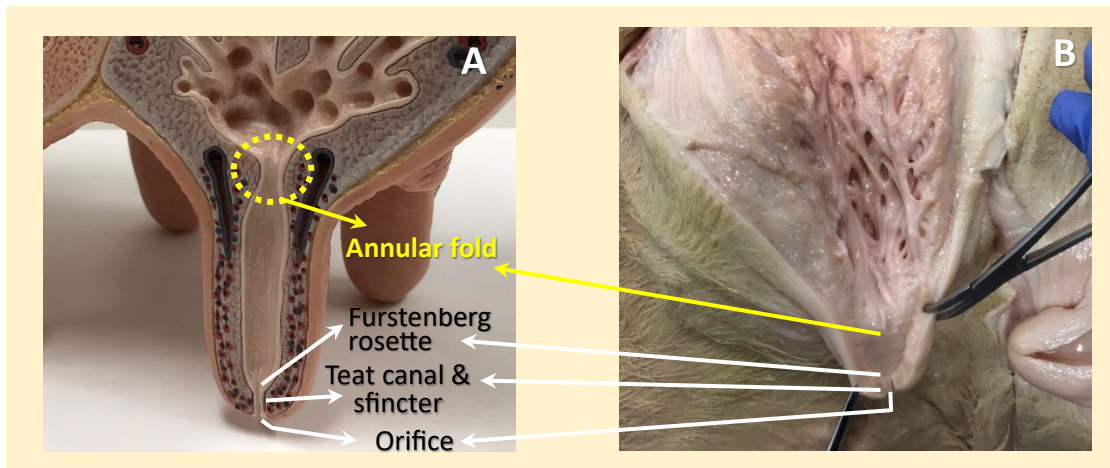 A
B
Annular fold
Furstenberg
rosette
Teat canal &
sfincter
Orifice